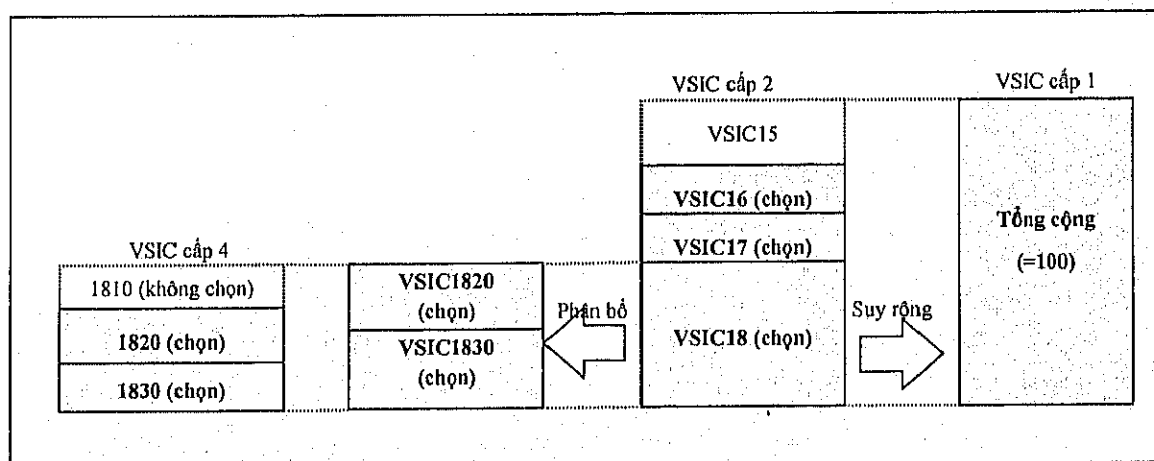 VSIC cấp 2
VSIC cấp 1
VSIC15
VSIC16 (chọn)
VSIC17 (chọn)
Tổng cộng
(=100)
VSIC cấp 4
1810 (không chọn)
1820 (chọn)
1830 (chọn)
VSIC1820
(chọn)
VSIC1830
(chọn)
Phân bổ
VSIC18 (chọn)
Suy rộng